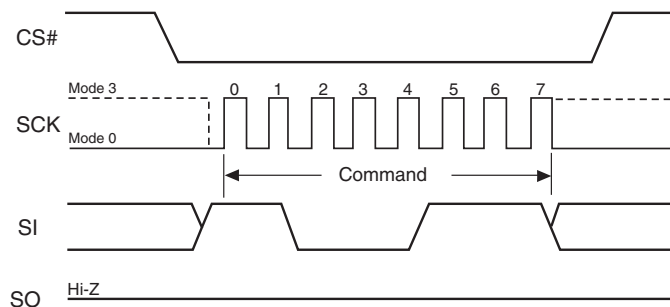 CS#
Mode 3
0 1 2 3 4 5 6 7
SCK
Mode 0
Command
SI
Hi-Z
SO